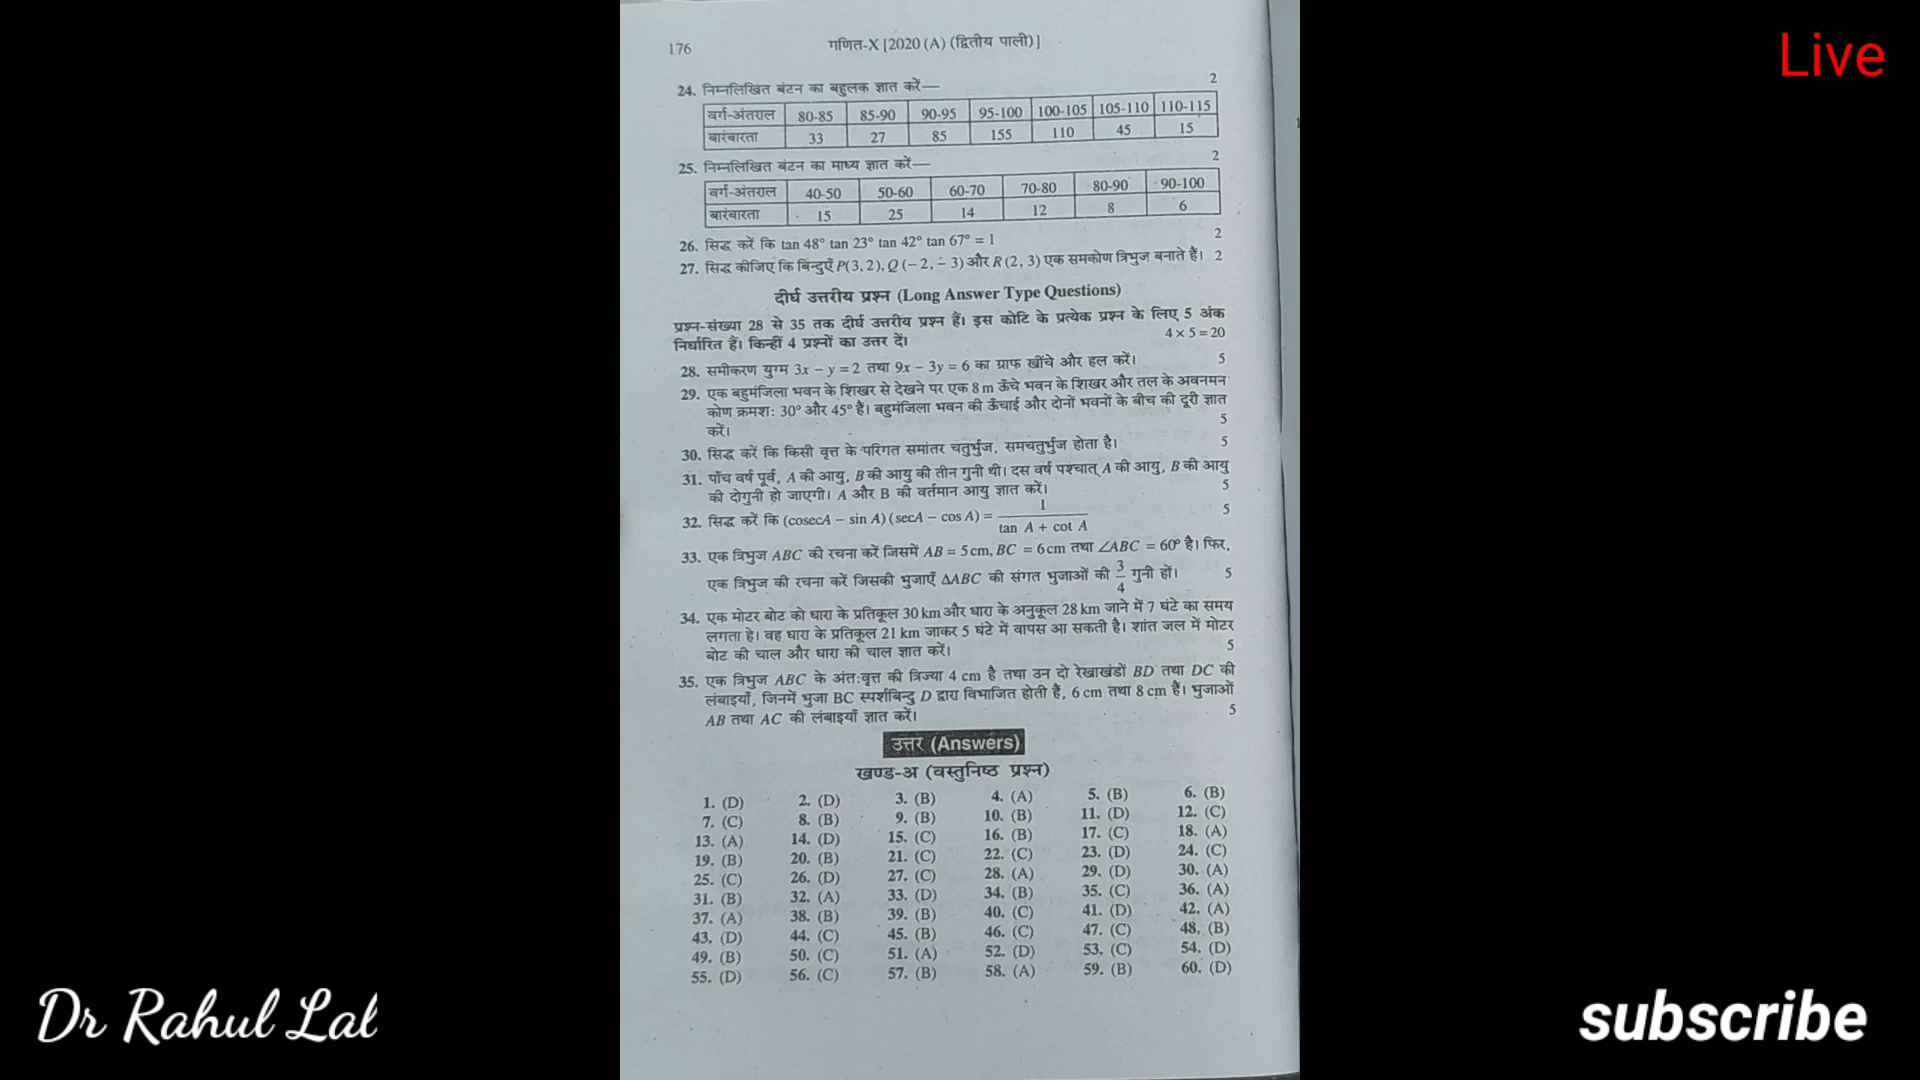 Live
176 गणित-X [2020 (A) (द्वितीय पाली)]
24. निम्नलिखित बंटन का बहुलक ज्ञात करें— 2
वर्ग-अंतराल 80-85 85-90 90-95 95-100 100-105 105-110 110-115
बारंबारता 33 27 85 155 110 45 15
25. निम्नलिखित बंटन का माध्य ज्ञात करें— 2
वर्ग-अंतराल 40-50 50-60 60-70 70-80 80-90 90-100
बारंबारता 15 25 14 12 8 6
26. सिद्ध करें कि tan 48° tan 23° tan 42° tan 67° = 1 2
27. सिद्ध कीजिए कि बिन्दुएँ P(3, 2), Q (– 2, – 3) और R (2, 3) एक समकोण त्रिभुज बनाते हैं। 2
दीर्घ उत्तरीय प्रश्न (Long Answer Type Questions)
प्रश्न-संख्या 28 से 35 तक दीर्घ उत्तरीय प्रश्न हैं। इस कोटि के प्रत्येक प्रश्न के लिए 5 अंक
निर्धारित हैं। किन्हीं 4 प्रश्नों का उत्तर दें। 4 × 5 = 20
28. समीकरण युग्म 3x – y = 2 तथा 9x – 3y = 6 का ग्राफ खींचे और हल करें। 5
29. एक बहुमंजिला भवन के शिखर से देखने पर एक 8 m ऊँचे भवन के शिखर और तल के अवनमन
कोण क्रमश: 30° और 45° हैं। बहुमंजिला भवन की ऊँचाई और दोनों भवनों के बीच की दूरी ज्ञात
करें। 5
30. सिद्ध करें कि किसी वृत्त के परिगत समांतर चतुर्भुज, समचतुर्भुज होता है। 5
31. पाँच वर्ष पूर्व, A की आयु, B की आयु की तीन गुनी थी। दस वर्ष पश्चात् A की आयु, B की आयु
की दोगुनी हो जाएगी। A और B की वर्तमान आयु ज्ञात करें। 5
32. सिद्ध करें कि (cosecA – sin A) (secA – cos A) = 1 / (tan A + cot A) 5
33. एक त्रिभुज ABC की रचना करें जिसमें AB = 5 cm, BC = 6 cm तथा ∠ABC = 60° है। फिर,
एक त्रिभुज की रचना करें जिसकी भुजाएँ ΔABC की संगत भुजाओं की 3/4 गुनी हों। 5
34. एक मोटर बोट को धारा के प्रतिकूल 30 km और धारा के अनुकूल 28 km जाने में 7 घंटे का समय
लगता हे। वह धारा के प्रतिकूल 21 km जाकर 5 घंटे में वापस आ सकती है। शांत जल में मोटर
बोट की चाल और धारा की चाल ज्ञात करें। 5
35. एक त्रिभुज ABC के अंत:वृत्त की त्रिज्या 4 cm है तथा उन दो रेखाखंडों BD तथा DC की
लंबाइयाँ, जिनमें भुजा BC स्पर्शबिन्दु D द्वारा विभाजित होती हैं, 6 cm तथा 8 cm हैं। भुजाओं
AB तथा AC की लंबाइयाँ ज्ञात करें। 5
उत्तर (Answers)
खण्ड-अ (वस्तुनिष्ठ प्रश्न)
1. (D) 2. (D) 3. (B) 4. (A) 5. (B) 6. (B)
7. (C) 8. (B) 9. (B) 10. (B) 11. (D) 12. (C)
13. (A) 14. (D) 15. (C) 16. (B) 17. (C) 18. (A)
19. (B) 20. (B) 21. (C) 22. (C) 23. (D) 24. (C)
25. (C) 26. (D) 27. (C) 28. (A) 29. (D) 30. (A)
31. (B) 32. (A) 33. (D) 34. (B) 35. (C) 36. (A)
37. (A) 38. (B) 39. (B) 40. (C) 41. (D) 42. (A)
43. (D) 44. (C) 45. (B) 46. (C) 47. (C) 48. (B)
49. (B) 50. (C) 51. (A) 52. (D) 53. (C) 54. (D)
55. (D) 56. (C) 57. (B) 58. (A) 59. (B) 60. (D)
Dr Rahul Lal
subscribe